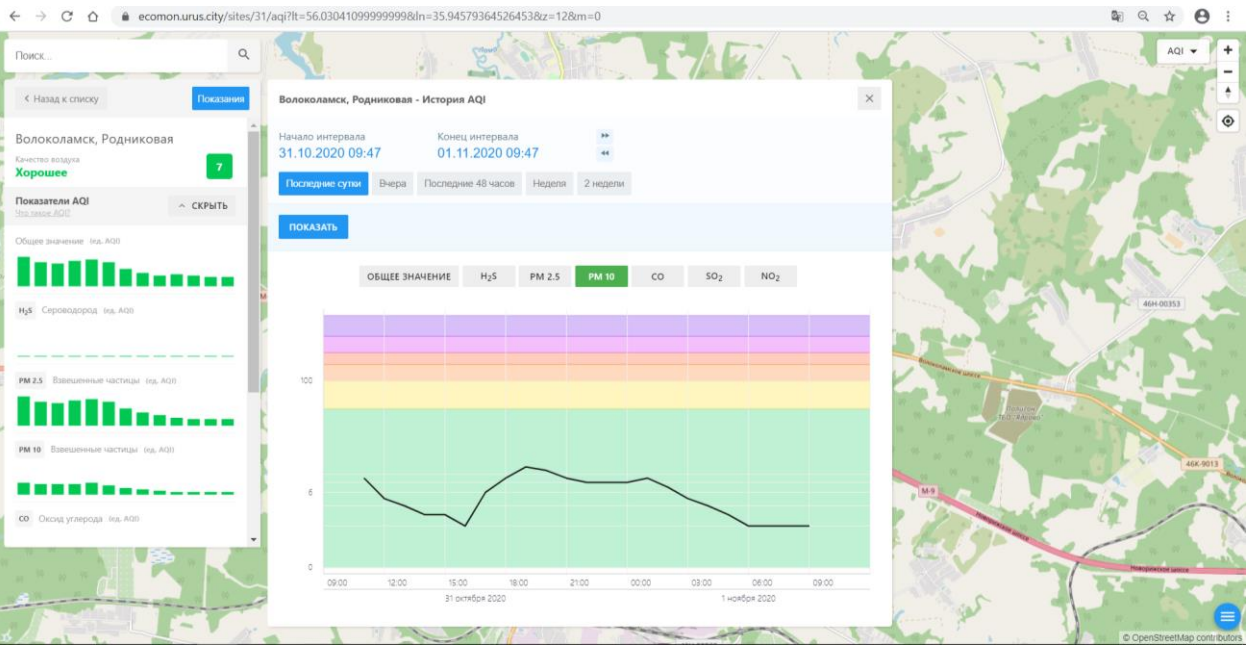 ecomon.urus.city/sites/31/aqi?lt=56.03041099999999&ln=35.94579364526453&z=12&m=0
Поиск...
AQI
Назад к списку
Показания
Волоколамск, Родниковая
Качество воздуха
Хорошее
7
Показатели AQI
Что такое AQI?
СКРЫТЬ
Общее значение (ед. AQI)
H₂S Сероводород (ед. AQI)
PM 2.5 Взвешенные частицы (ед. AQI)
PM 10 Взвешенные частицы (ед. AQI)
CO Оксид углерода (ед. AQI)
Волоколамск, Родниковая - История AQI
Начало интервала
31.10.2020 09:47
Конец интервала
01.11.2020 09:47
Последние сутки
Вчера
Последние 48 часов
Неделя
2 недели
ПОКАЗАТЬ
ОБЩЕЕ ЗНАЧЕНИЕ
H₂S
PM 2.5
PM 10
CO
SO₂
NO₂
100
6
0
09:00 12:00 15:00 18:00 21:00 00:00 03:00 06:00 09:00
31 октября 2020
1 ноября 2020
46Н-00353
Волоколамское шоссе
Полигон
ТБО "Ядрово"
46К-9013
М-9
Новорижское шоссе
Новорижское шоссе
© OpenStreetMap contributors